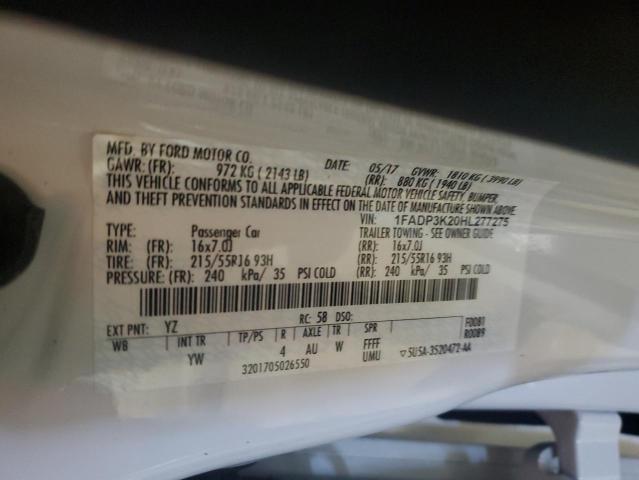 MFD. BY FORD MOTOR CO.
DATE: 05/17 GVWR: 1810 KG ( 3990 LB)
GAWR: (FR): 972 KG ( 2143 LB) (RR): 880 KG ( 1940 LB)
THIS VEHICLE CONFORMS TO ALL APPLICABLE FEDERAL MOTOR VEHICLE SAFETY, BUMPER,
AND THEFT PREVENTION STANDARDS IN EFFECT ON THE DATE OF MANUFACTURE SHOWN ABOVE.
VIN: 1FADP3K20HL277275
TYPE: Passenger Car TRAILER TOWING - SEE OWNER GUIDE
RIM: (FR): 16x7.0J (RR): 16x7.0J
TIRE: (FR): 215/55R16 93H (RR): 215/55R16 93H
PRESSURE: (FR): 240 kPa/ 35 PSI COLD (RR): 240 kPa/ 35 PSI COLD
EXT PNT: YZ RC: 58 DSO: F0081
WB INT TR TP/PS R AXLE TR SPR R0089
YW 4 AU W FFFF
3201705026550 UMU ▽5U5A-3520472-AA